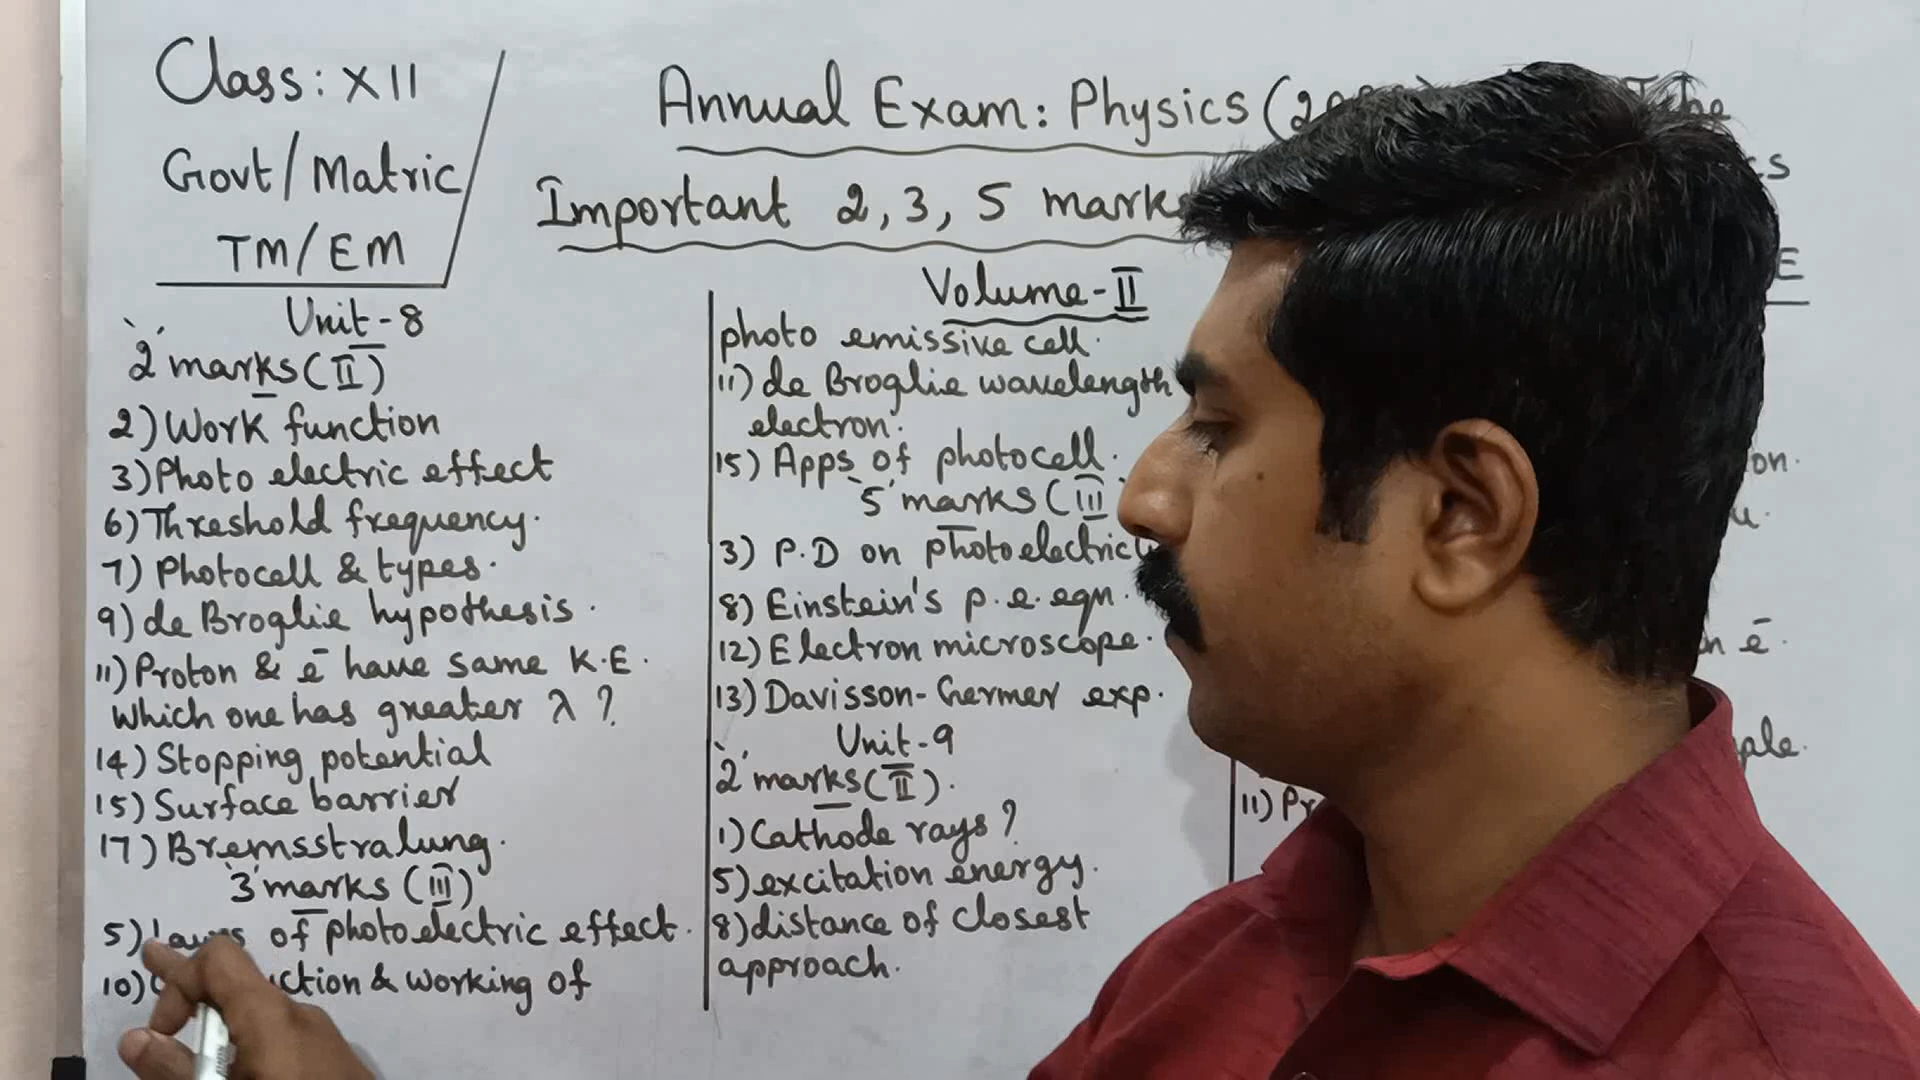 Class: XII
Govt/Matric
TM/EM
Annual Exam: Physics (
Important 2, 3, 5 marks
Volume-II
Unit-8
'2' marks (II)
2) Work function
3) Photo electric effect
6) Threshold frequency.
7) Photocell & types.
9) de Broglie hypothesis.
11) Proton & ē have same K.E.
Which one has greater λ?
14) Stopping potential
15) Surface barrier
17) Bremsstralung.
'3' marks (III)
5) Laws of photoelectric effect.
10) & working of
photo emissive cell.
11) de Broglie wavelength
electron.
15) Apps of photocell.
'5' marks (III)
3) P.D on photoelectric
8) Einstein's p.e. eqn.
12) Electron microscope.
13) Davisson-Germer exp.
Unit-9
'2' marks (II).
1) Cathode rays?
5) excitation energy.
8) distance of closest
approach.
E
ē.
11)